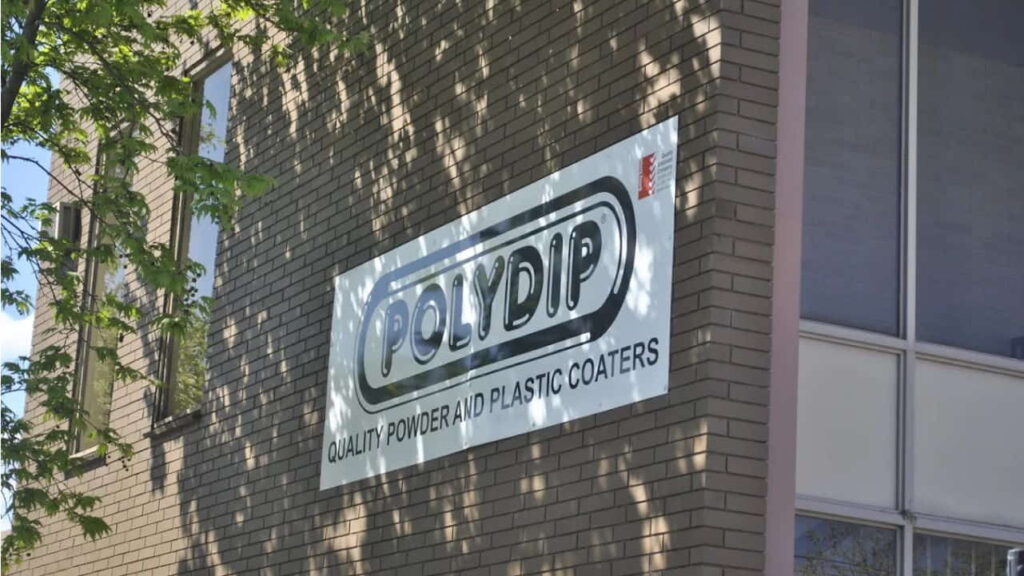 POLYDIP
QUALITY POWDER AND PLASTIC COATERS